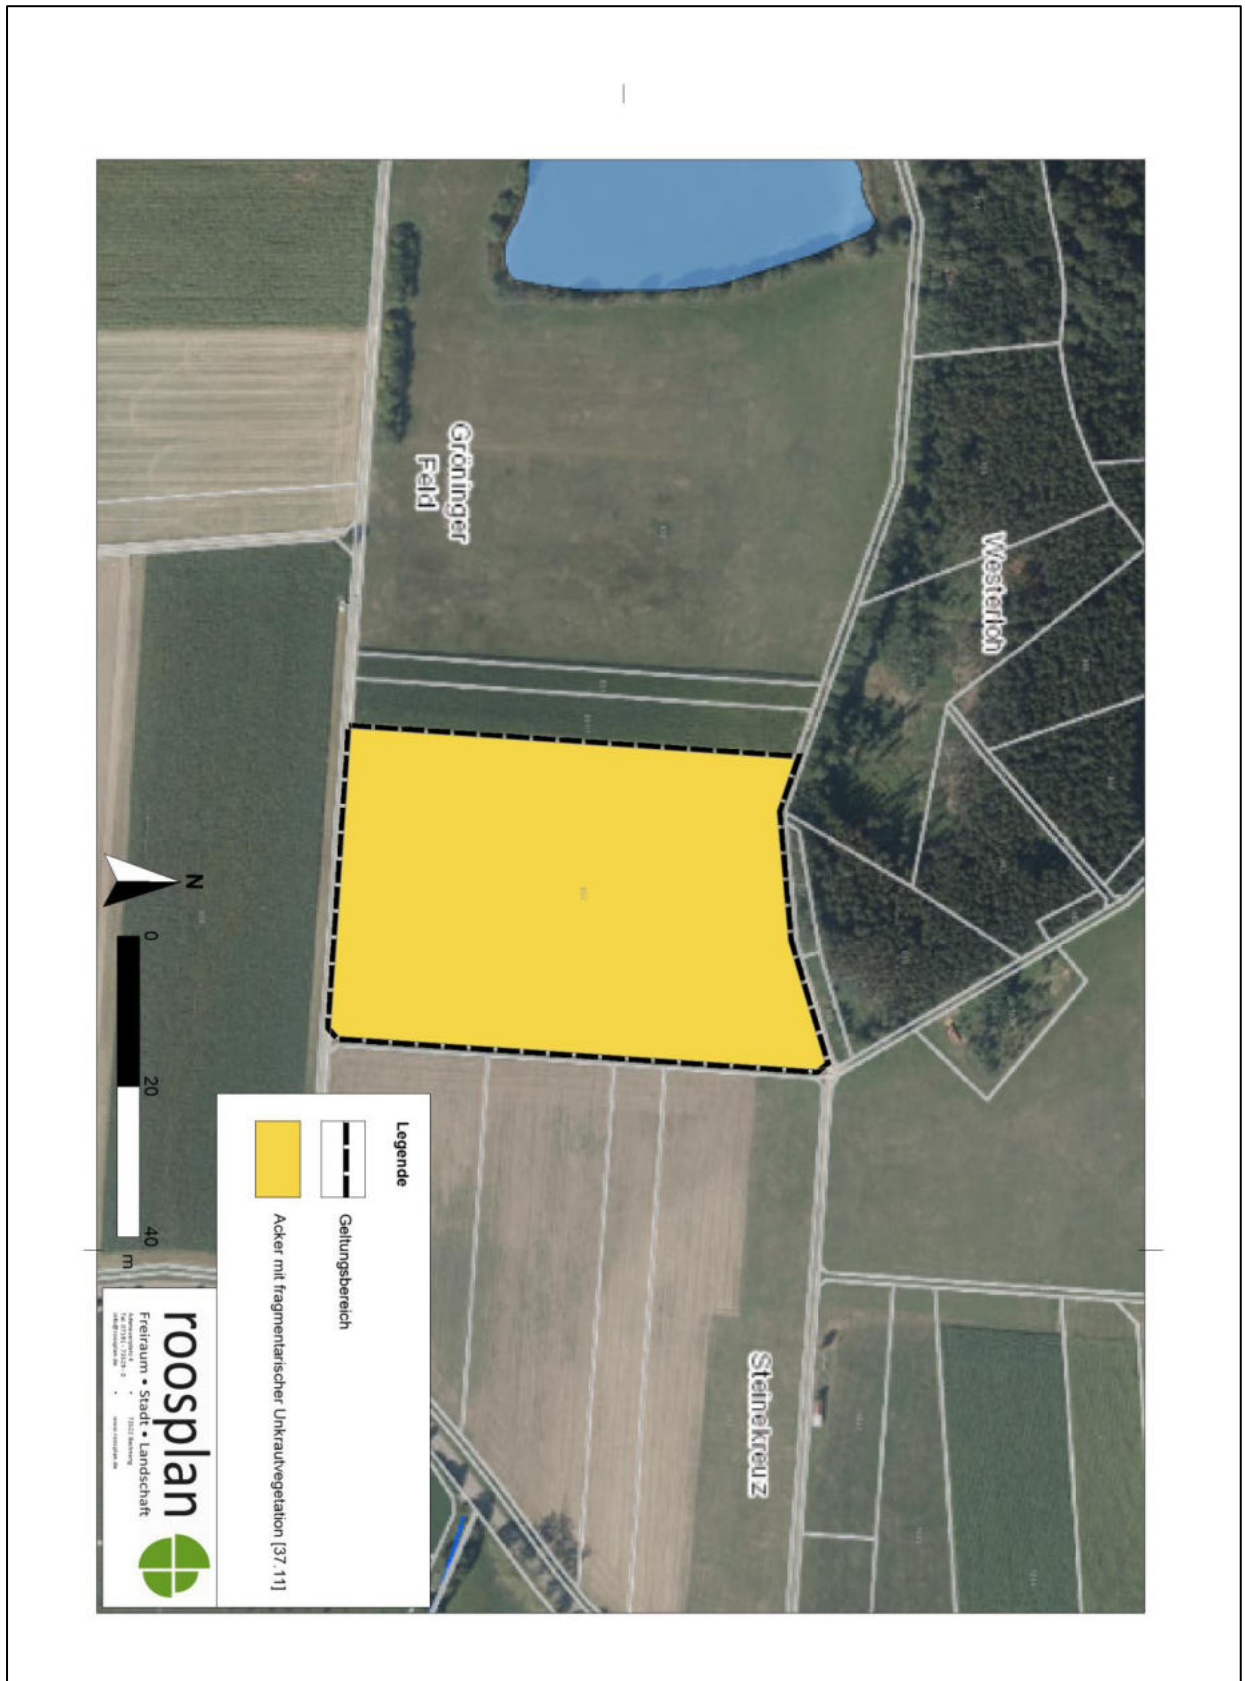 Westerloh
Gröninger
Feld
Steinekreuz
N
0
20
40
m
Legende
Geltungsbereich
Acker mit fragmentarischer Unkrautvegetation [37.11]
roosplan
Freiraum • Stadt • Landschaft